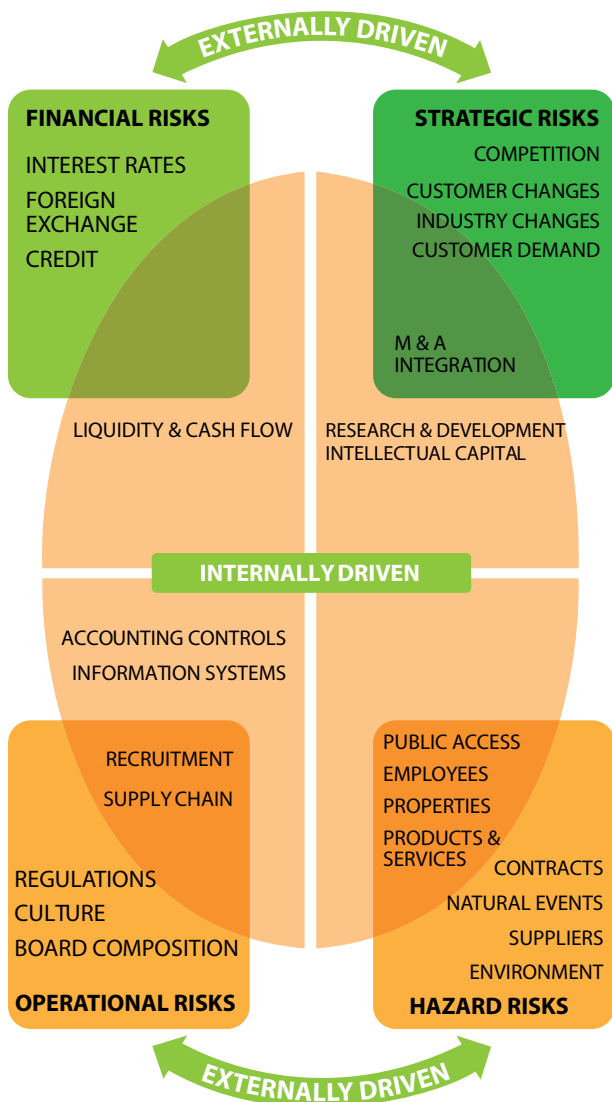 EXTERNALLY DRIVEN
FINANCIAL RISKS
INTEREST RATES
FOREIGN
EXCHANGE
CREDIT
STRATEGIC RISKS
COMPETITION
CUSTOMER CHANGES
INDUSTRY CHANGES
CUSTOMER DEMAND
M & A
INTEGRATION
LIQUIDITY & CASH FLOW
RESEARCH & DEVELOPMENT
INTELLECTUAL CAPITAL
INTERNALLY DRIVEN
ACCOUNTING CONTROLS
INFORMATION SYSTEMS
RECRUITMENT
SUPPLY CHAIN
REGULATIONS
CULTURE
BOARD COMPOSITION
OPERATIONAL RISKS
PUBLIC ACCESS
EMPLOYEES
PROPERTIES
PRODUCTS &
SERVICES
CONTRACTS
NATURAL EVENTS
SUPPLIERS
ENVIRONMENT
HAZARD RISKS
EXTERNALLY DRIVEN